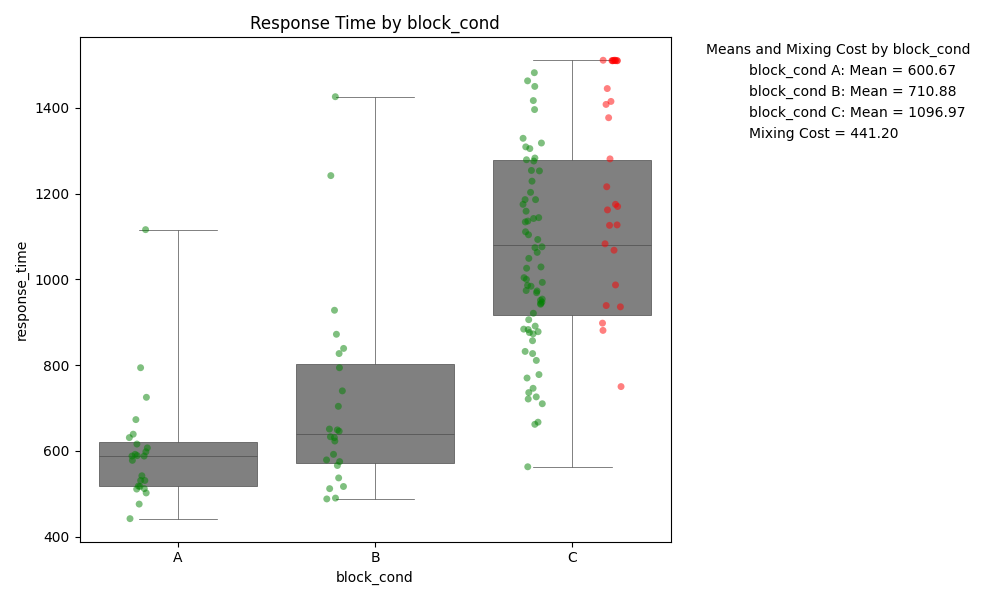 Response Time by block_cond
Means and Mixing Cost by block_cond
block_cond A: Mean = 600.67
block_cond B: Mean = 710.88
block_cond C: Mean = 1096.97
Mixing Cost = 441.20
response_time
1400
1200
1000
800
600
400
A
B
C
block_cond